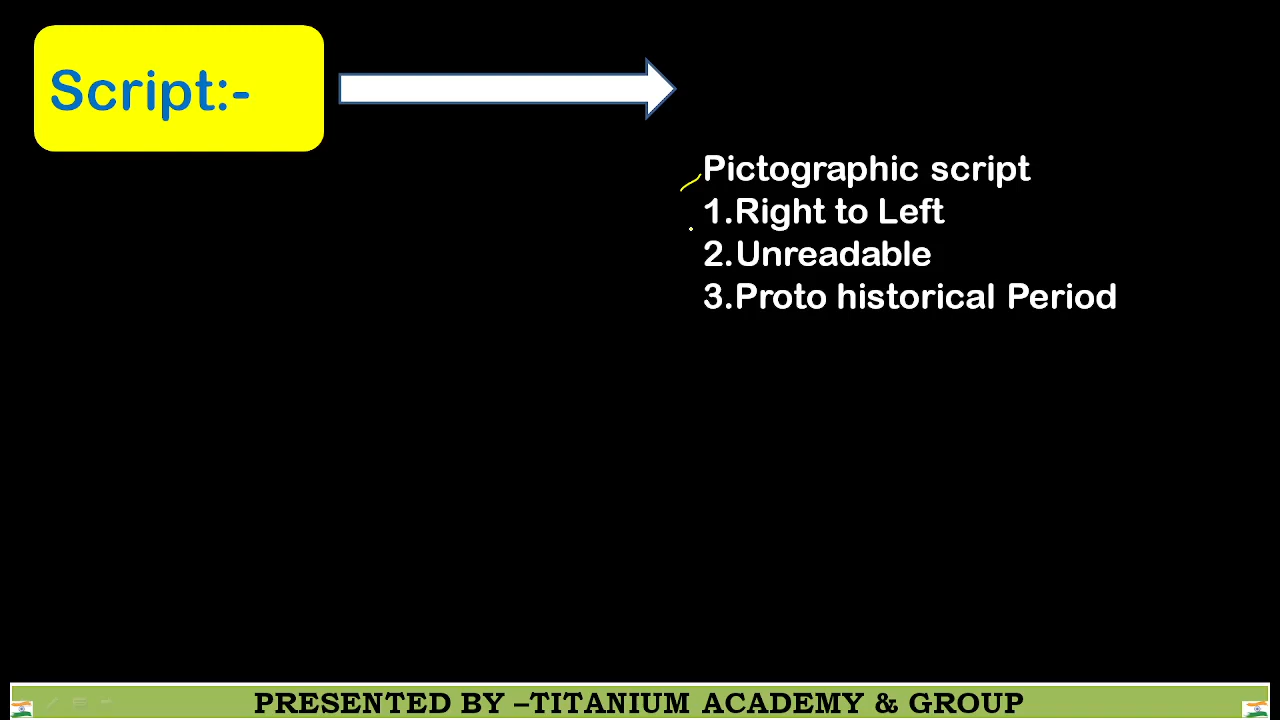 Script:-
Pictographic script
1.Right to Left
2.Unreadable
3.Proto historical Period
PRESENTED BY –TITANIUM ACADEMY & GROUP